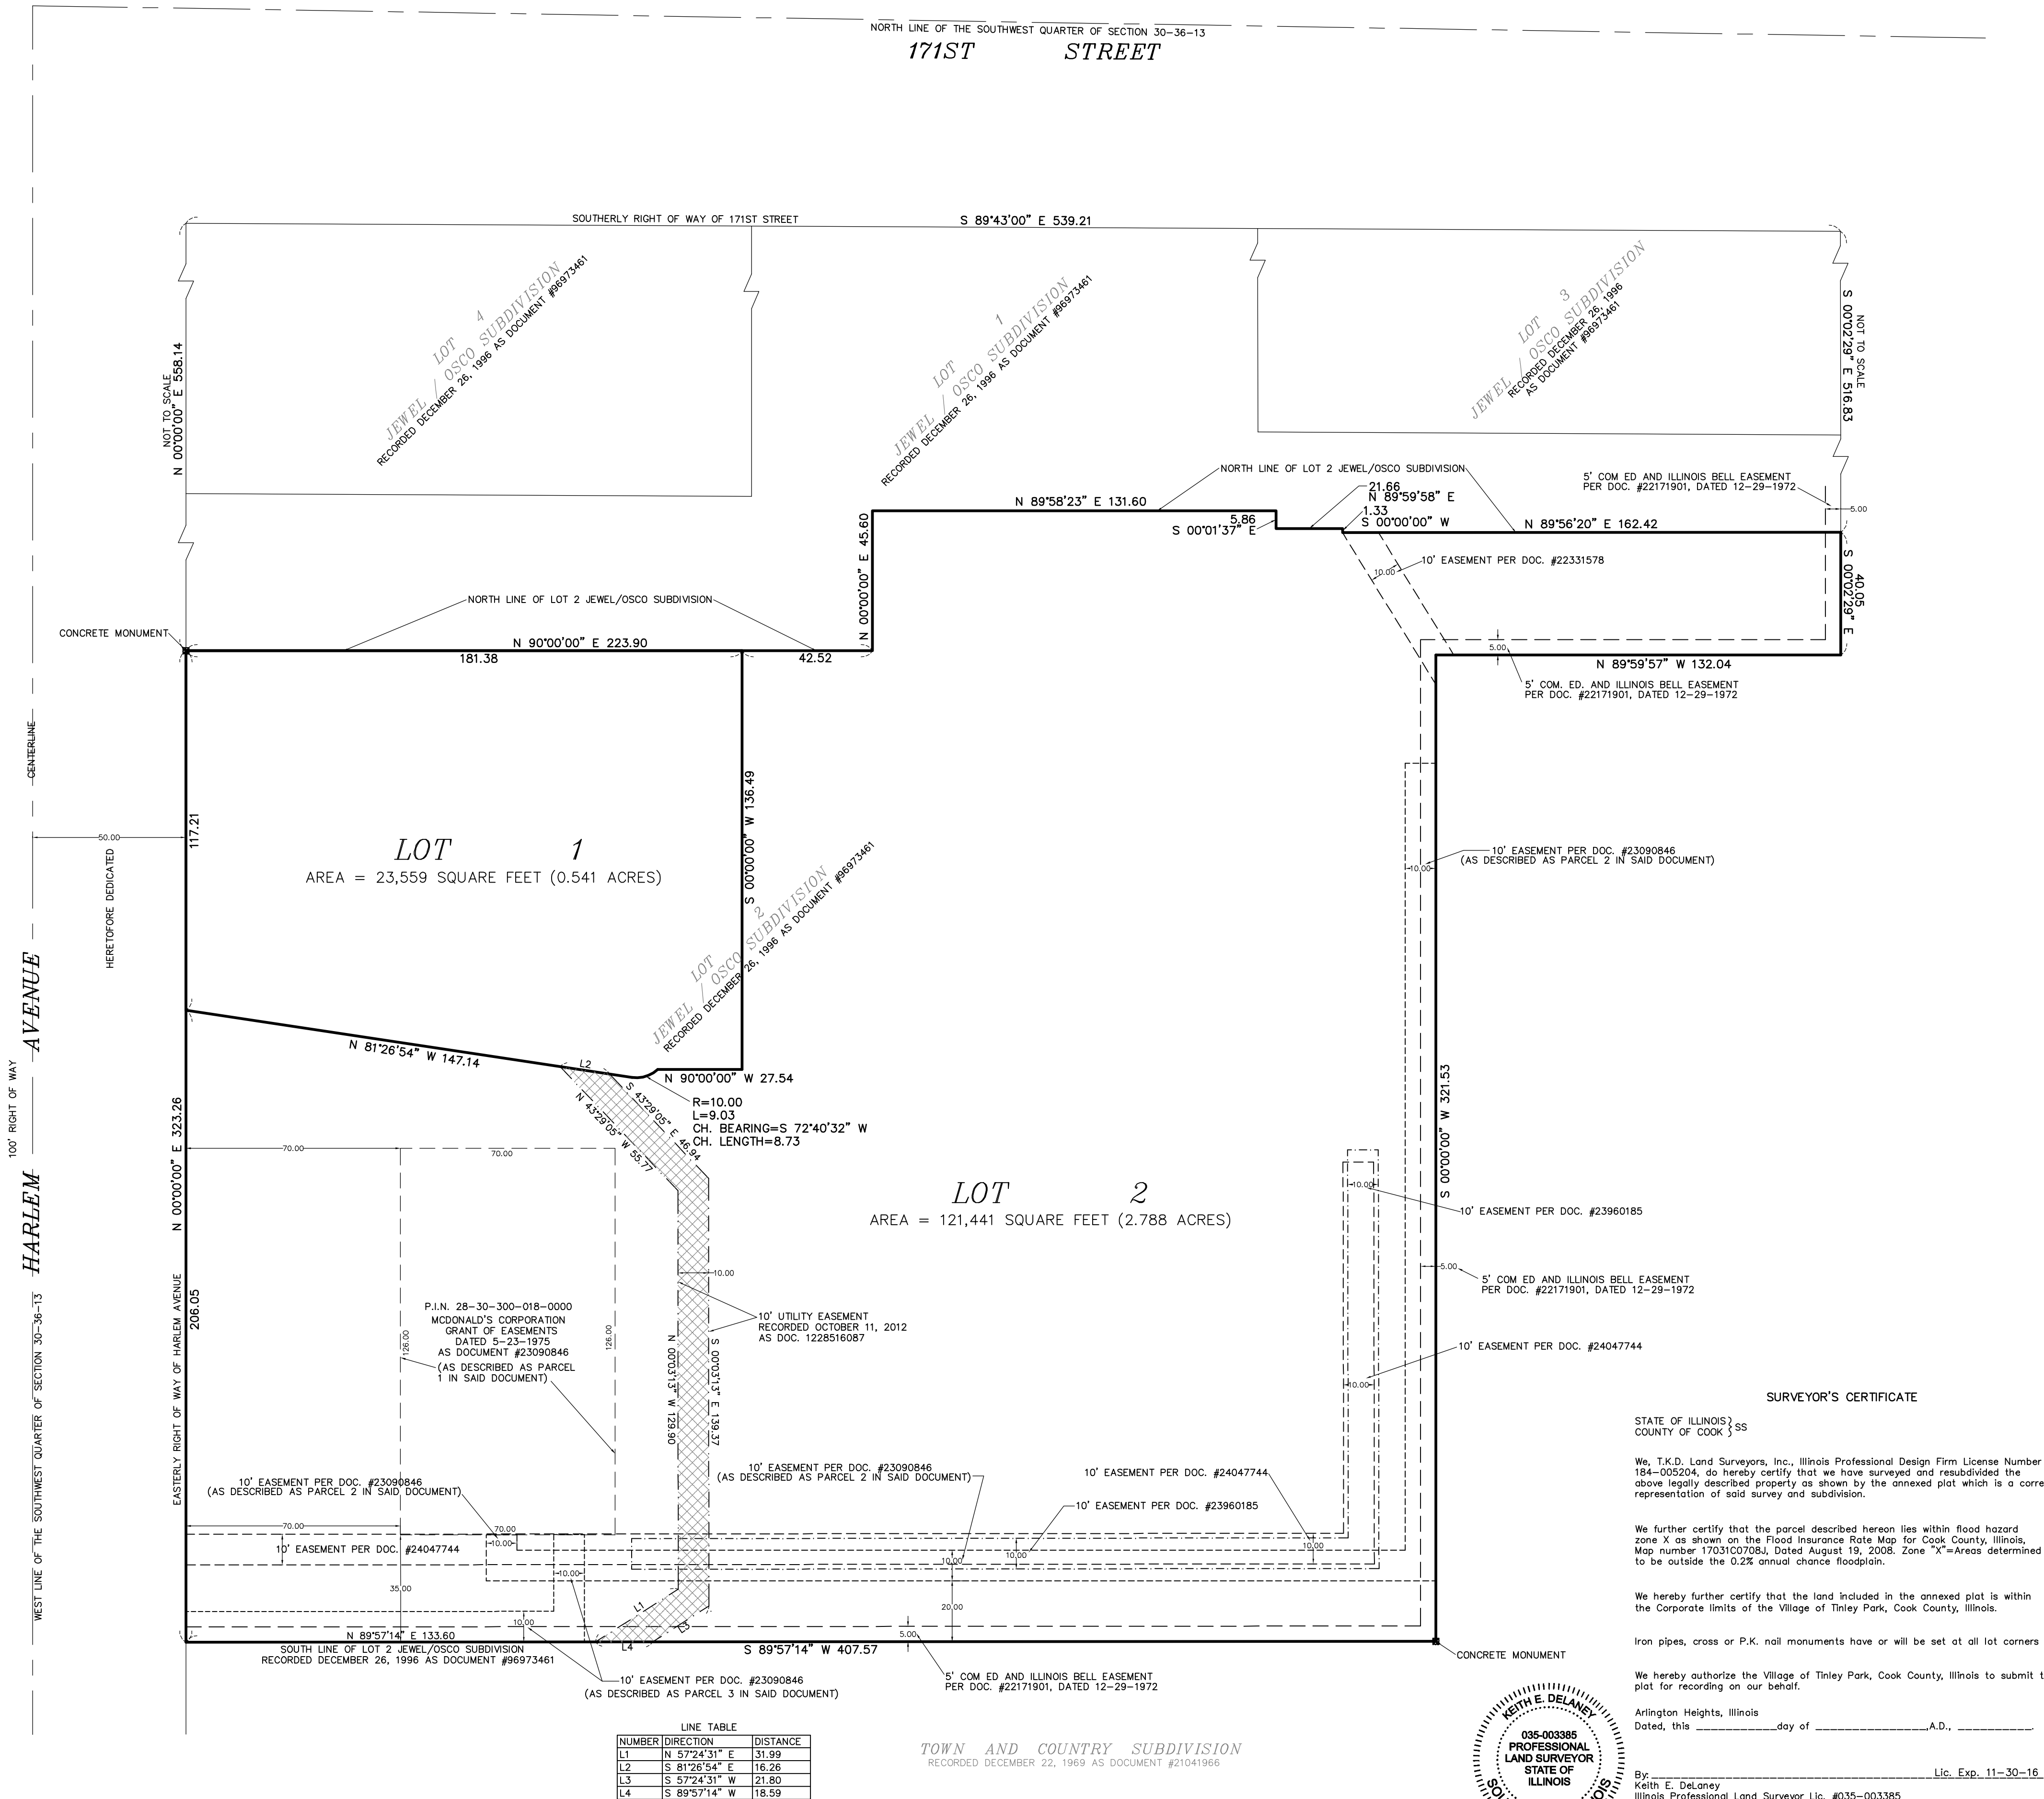 NORTH LINE OF THE SOUTHWEST QUARTER OF SECTION 30-36-13
171ST STREET
SOUTHERLY RIGHT OF WAY OF 171ST STREET
S 89°43'00" E 539.21
LOT 4
JEWEL / OSCO SUBDIVISION
RECORDED DECEMBER 26, 1996 AS DOCUMENT #96973461
LOT 1
JEWEL / OSCO SUBDIVISION
RECORDED DECEMBER 26, 1996 AS DOCUMENT #96973461
LOT 3
JEWEL / OSCO SUBDIVISION
RECORDED DECEMBER 26, 1996
AS DOCUMENT #96973461
NOT TO SCALE
N 00°00'00" E 558.14
NOT TO SCALE
S 00°02'29" E 516.83
NORTH LINE OF LOT 2 JEWEL/OSCO SUBDIVISION
5' COM ED AND ILLINOIS BELL EASEMENT
PER DOC. #22171901, DATED 12-29-1972
5.00
N 89°58'23" E 131.60
21.66
N 89°59'58" E
1.33
S 00°00'00" W
5.86
S 00°01'37" E
N 89°56'20" E 162.42
N 00°00'00" E 45.60
10' EASEMENT PER DOC. #22331578
10.00
40.05
S 00°02'29" E
NORTH LINE OF LOT 2 JEWEL/OSCO SUBDIVISION
CONCRETE MONUMENT
N 90°00'00" E 223.90
181.38
42.52
5.00
N 89°59'57" W 132.04
5' COM. ED. AND ILLINOIS BELL EASEMENT
PER DOC. #22171901, DATED 12-29-1972
CENTERLINE
50.00
HERETOFORE DEDICATED
117.21
S 00°00'00" W 136.49
LOT 1
AREA = 23,559 SQUARE FEET (0.541 ACRES)
10.00
10' EASEMENT PER DOC. #23090846
(AS DESCRIBED AS PARCEL 2 IN SAID DOCUMENT)
LOT 2
JEWEL / OSCO SUBDIVISION
RECORDED DECEMBER 26, 1996 AS DOCUMENT #96973461
HARLEM AVENUE
100' RIGHT OF WAY
WEST LINE OF THE SOUTHWEST QUARTER OF SECTION 30-36-13
N 81°26'54" W 147.14
L2
N 90°00'00" W 27.54
R=10.00
L=9.03
CH. BEARING=S 72°40'32" W
CH. LENGTH=8.73
S 43°29'05" E 46.94
N 43°29'05" W 55.77
N 00°00'00" E 323.26
S 00°00'00" W 321.53
70.00
70.00
LOT 2
AREA = 121,441 SQUARE FEET (2.788 ACRES)
10.00
10' EASEMENT PER DOC. #23960185
10.00
5.00
5' COM ED AND ILLINOIS BELL EASEMENT
PER DOC. #22171901, DATED 12-29-1972
EASTERLY RIGHT OF WAY OF HARLEM AVENUE
206.05
P.I.N. 28-30-300-018-0000
MCDONALD'S CORPORATION
GRANT OF EASEMENTS
DATED 5-23-1975
AS DOCUMENT #23090846
(AS DESCRIBED AS PARCEL
1 IN SAID DOCUMENT)
126.00
126.00
10' UTILITY EASEMENT
RECORDED OCTOBER 11, 2012
AS DOC. 1228516087
N 00°03'13" W 129.90
S 00°03'13" E 139.37
10' EASEMENT PER DOC. #24047744
10.00
10' EASEMENT PER DOC. #23090846
(AS DESCRIBED AS PARCEL 2 IN SAID DOCUMENT)
10' EASEMENT PER DOC. #23090846
(AS DESCRIBED AS PARCEL 2 IN SAID DOCUMENT)
10' EASEMENT PER DOC. #24047744
10' EASEMENT PER DOC. #23960185
70.00
70.00
10.00
10' EASEMENT PER DOC. #24047744
10.00
10.00
10.00
10.00
35.00
20.00
10.00
L1
L3
L4
5.00
N 89°57'14" E 133.60
S 89°57'14" W 407.57
SOUTH LINE OF LOT 2 JEWEL/OSCO SUBDIVISION
RECORDED DECEMBER 26, 1996 AS DOCUMENT #96973461
CONCRETE MONUMENT
10' EASEMENT PER DOC. #23090846
(AS DESCRIBED AS PARCEL 3 IN SAID DOCUMENT)
5' COM ED AND ILLINOIS BELL EASEMENT
PER DOC. #22171901, DATED 12-29-1972
LINE TABLE
NUMBER DIRECTION DISTANCE
L1 N 57°24'31" E 31.99
L2 S 81°26'54" E 16.26
L3 S 57°24'31" W 21.80
L4 S 89°57'14" W 18.59
TOWN AND COUNTRY SUBDIVISION
RECORDED DECEMBER 22, 1969 AS DOCUMENT #21041966
SURVEYOR'S CERTIFICATE
STATE OF ILLINOIS} SS
COUNTY OF COOK }
We, T.K.D. Land Surveyors, Inc., Illinois Professional Design Firm License Number
184-005204, do hereby certify that we have surveyed and resubdivided the
above legally described property as shown by the annexed plat which is a corre
representation of said survey and subdivision.
We further certify that the parcel described hereon lies within flood hazard
zone X as shown on the Flood Insurance Rate Map for Cook County, Illinois,
Map number 17031C0708J, Dated August 19, 2008. Zone "X"=Areas determined
to be outside the 0.2% annual chance floodplain.
We hereby further certify that the land included in the annexed plat is within
the Corporate limits of the Village of Tinley Park, Cook County, Illinois.
Iron pipes, cross or P.K. nail monuments have or will be set at all lot corners
We hereby authorize the Village of Tinley Park, Cook County, Illinois to submit t
plat for recording on our behalf.
Arlington Heights, Illinois
Dated, this ___________day of _______________,A.D., __________.
By: ______________________ Lic. Exp. 11-30-16
Keith E. DeLaney
Illinois Professional Land Surveyor Lic. #035-003385
KEITH E. DELANEY
035-003385
PROFESSIONAL
LAND SURVEYOR
STATE OF
ILLINOIS